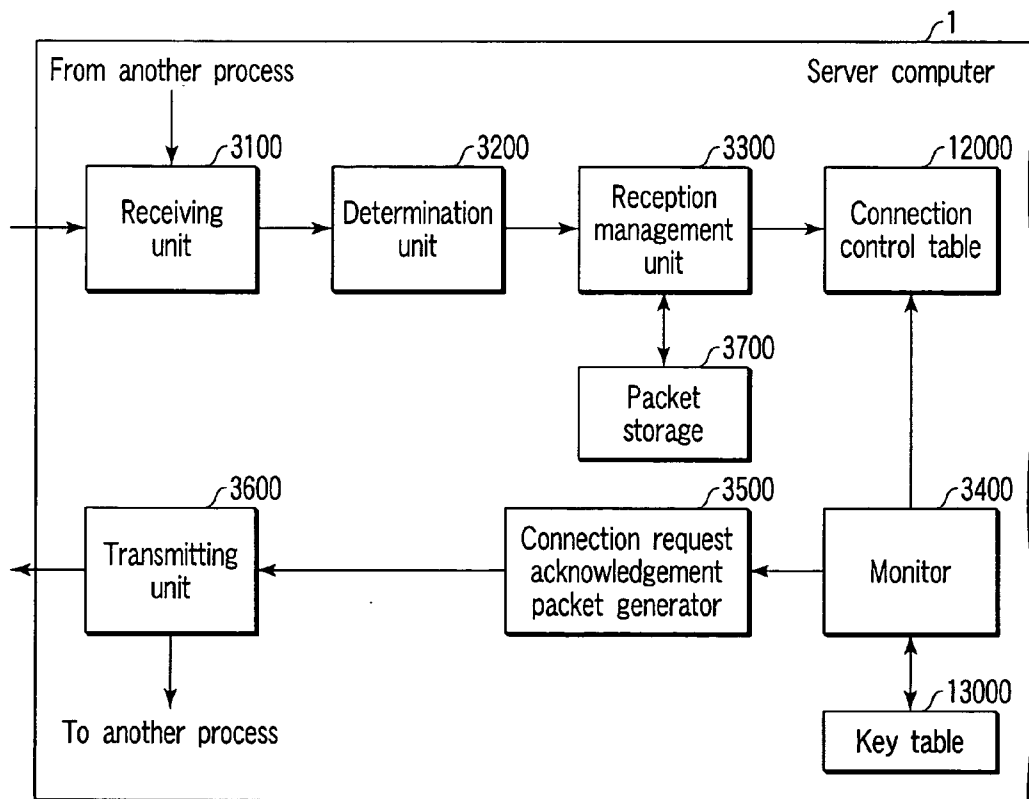 1
From another process
Server computer
3100
3200
3300
12000
Receiving
unit
Determination
unit
Reception
management
unit
Connection
control table
3700
Packet
storage
3600
3500
3400
Transmitting
unit
Connection request
acknowledgement
packet generator
Monitor
To another process
13000
Key table